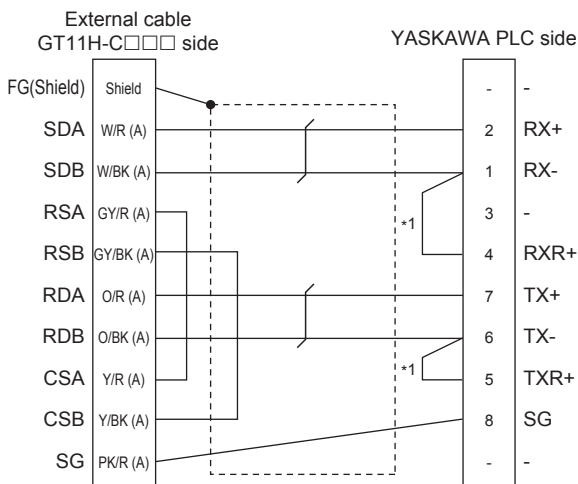 External cable
GT11H-C□□□ side
YASKAWA PLC side
FG(Shield) Shield - -
SDA W/R (A) 2 RX+
SDB W/BK (A) 1 RX-
RSA GY/R (A) *1 3 -
RSB GY/BK (A) 4 RXR+
RDA O/R (A) 7 TX+
RDB O/BK (A) 6 TX-
CSA Y/R (A) *1 5 TXR+
CSB Y/BK (A) 8 SG
SG PK/R (A) - -